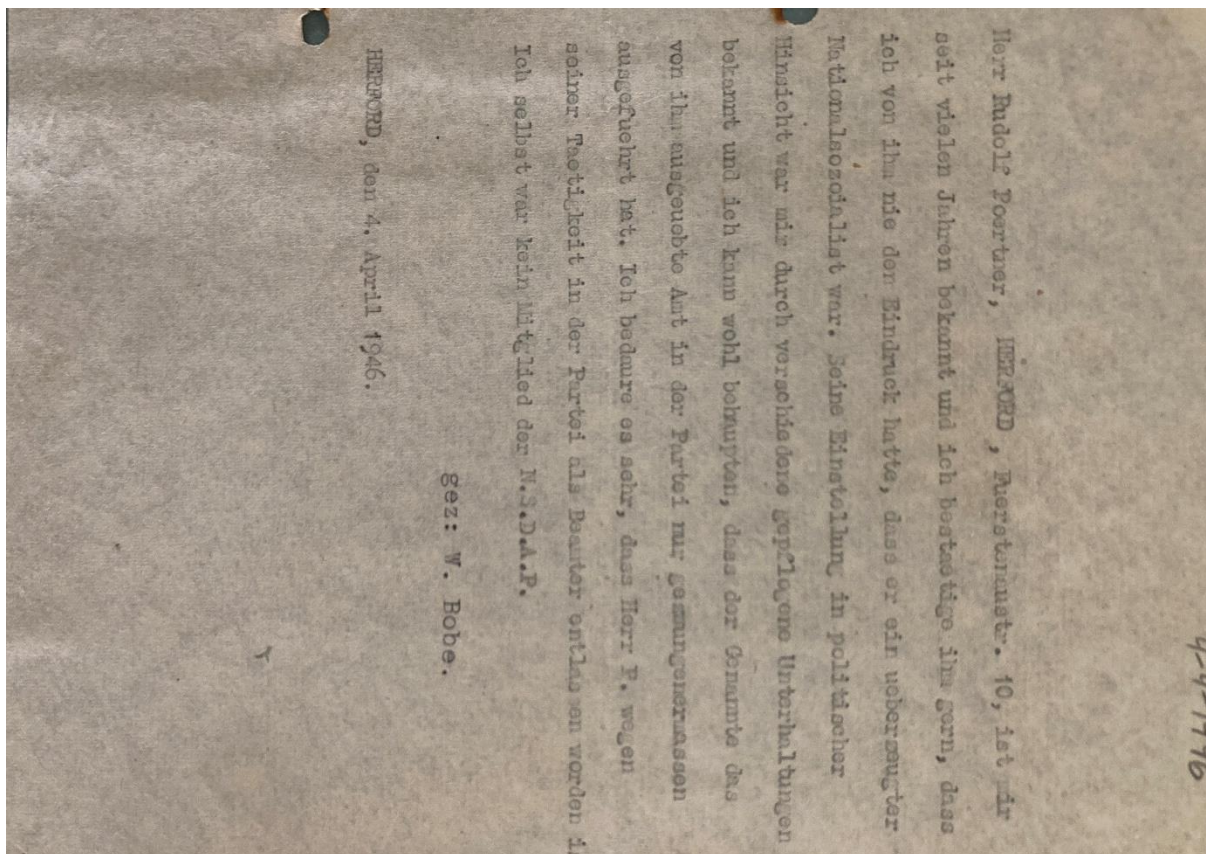 4-4-1946
Herr Rudolf Poertner, HERFORD , Fuerstenaustr. 10, ist mir
seit vielen Jahren bekannt und ich bestaetige ihm gern, dass
ich von ihm nie den Eindruck hatte, dass er ein ueberzeugter
Nationalsozialist war. Seine Einstellung in politischer
Hinsicht war mir durch verschiedene gepflogene Unterhaltungen
bekannt und ich kann wohl behaupten, dass der Genannte das
von ihm ausgeuebte Amt in der Partei nur gezwungenermassen
ausgefuehrt hat. Ich bedaure es sehr, dass Herr P. wegen
seiner Taetigkeit in der Partei als Beamter entlassen worden i
Ich selbst war kein Mitglied der N.S.D.A.P.
gez: W. Bobe.
HERFORD, den 4. April 1946.